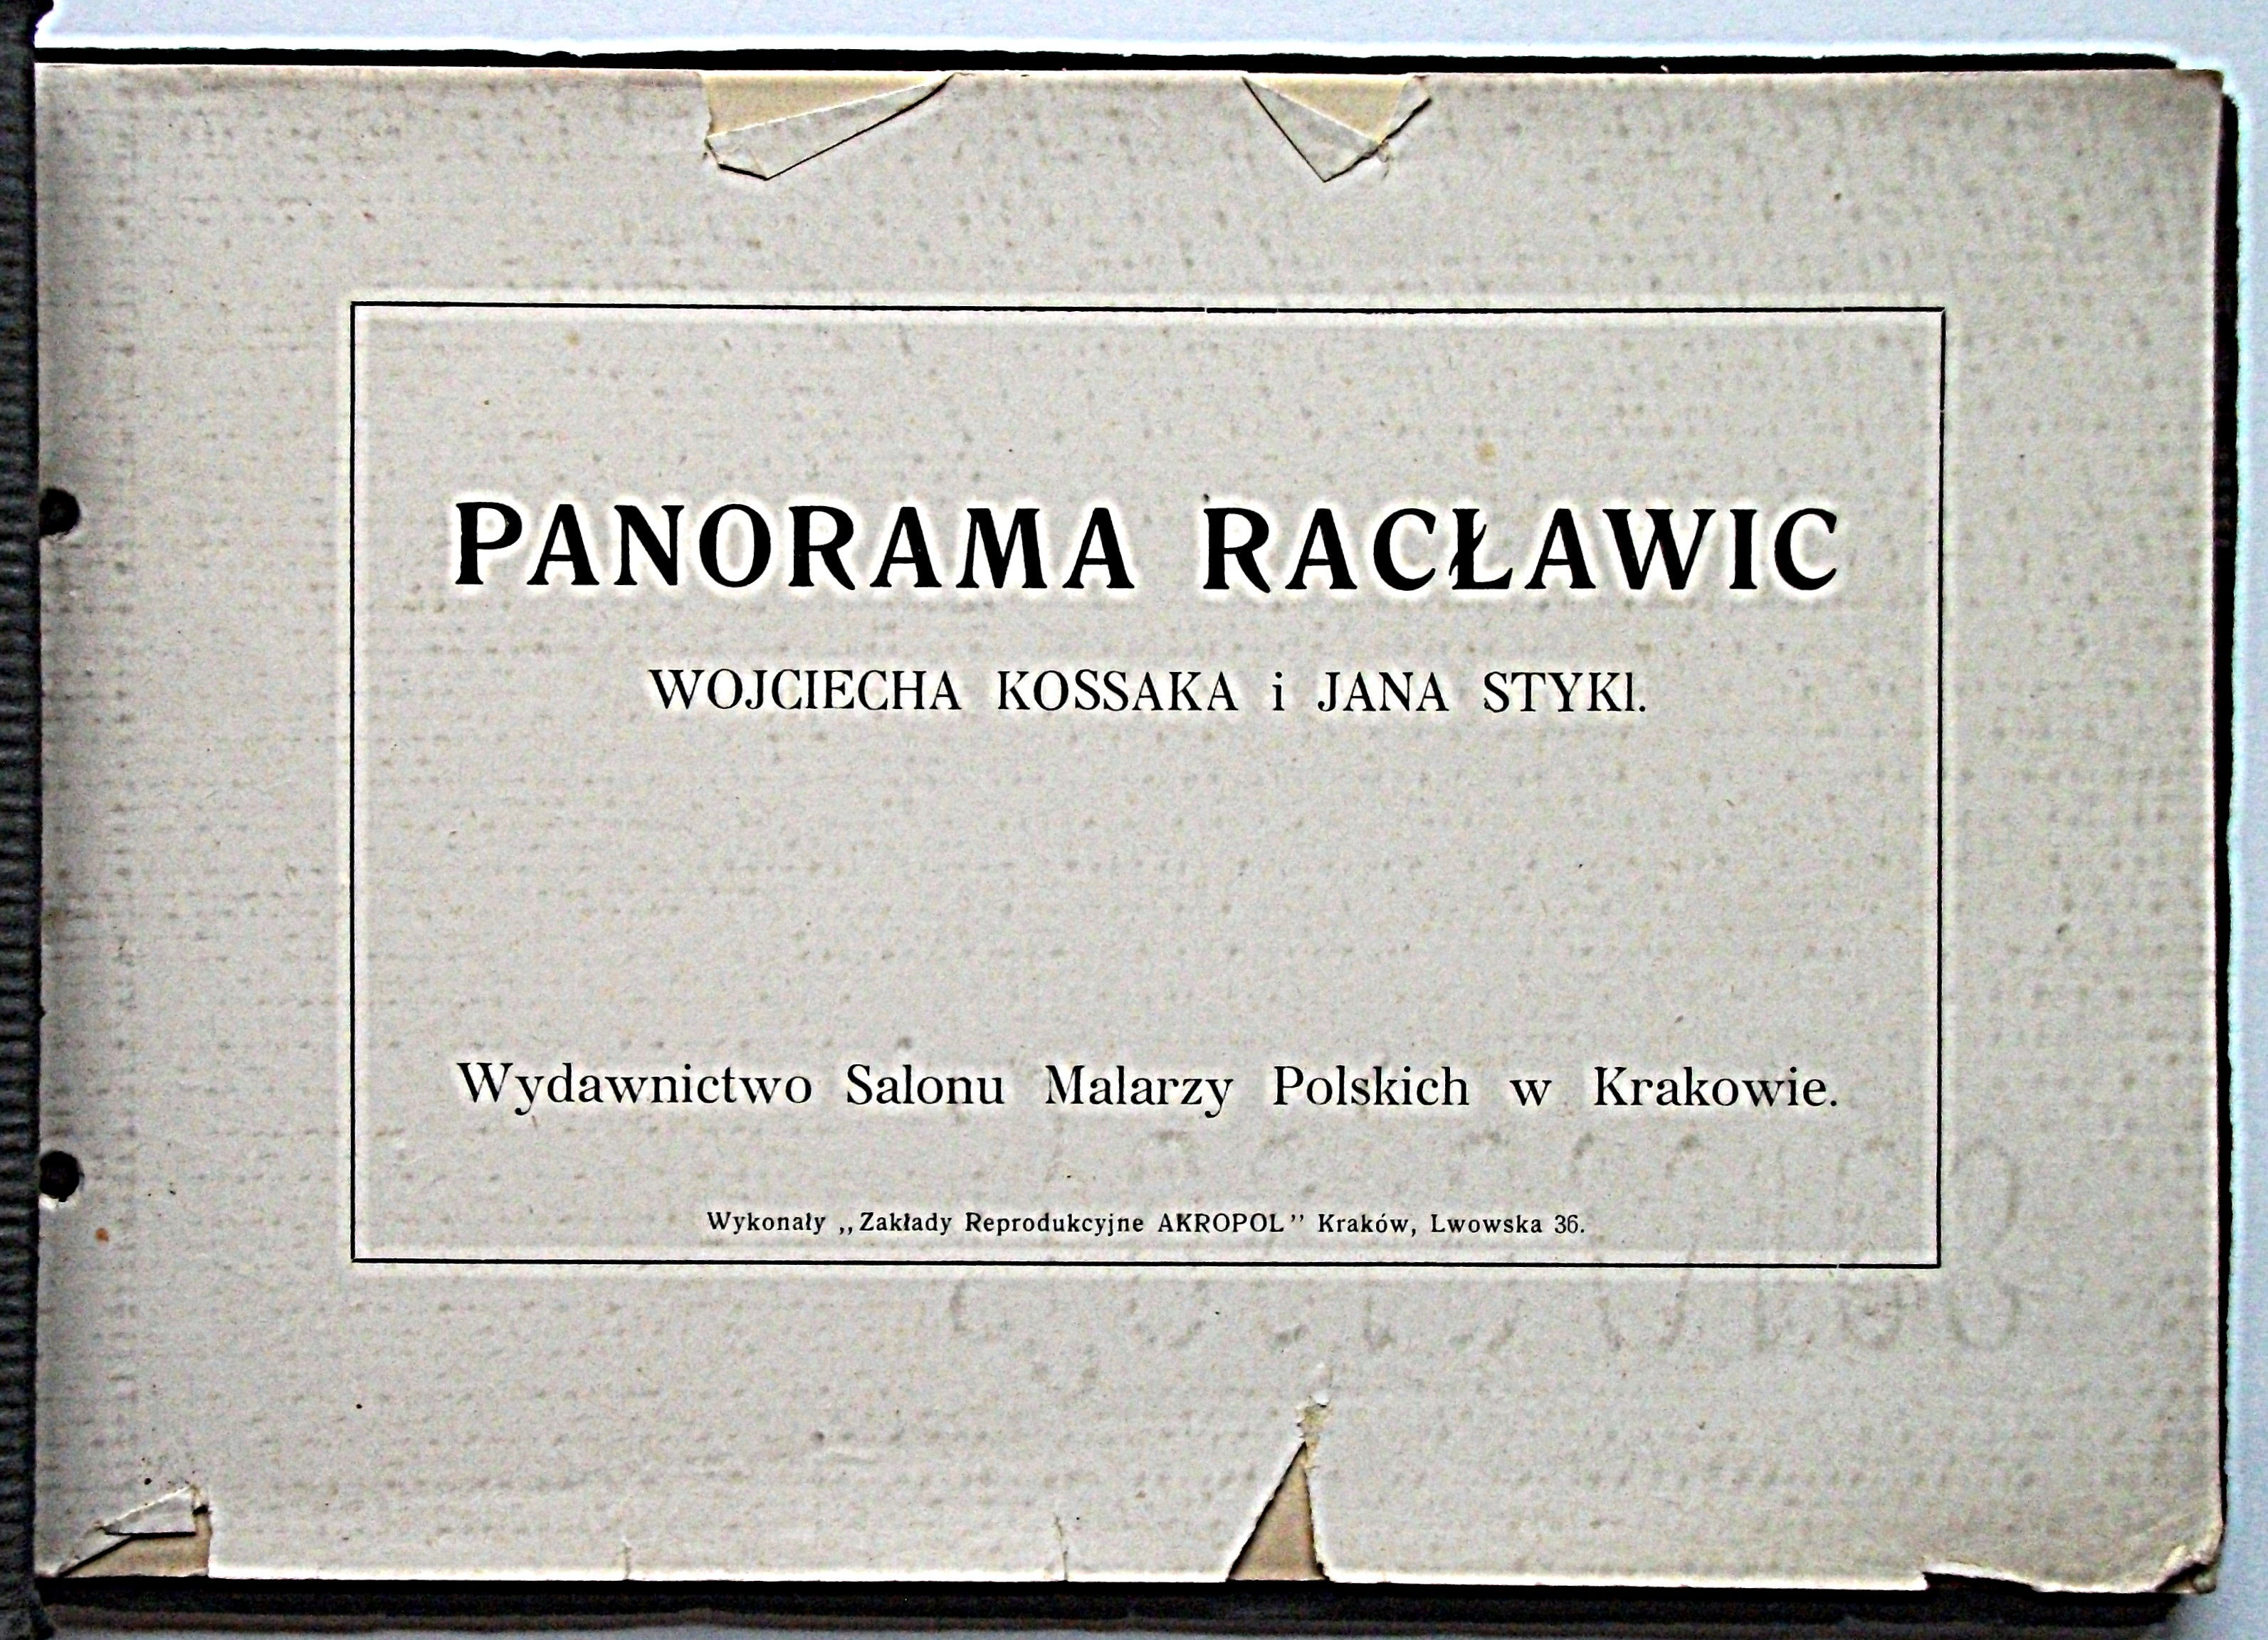 PANORAMA RACŁAWIC
WOJCIECHA KOSSAKA i JANA STYKI.
Wydawnictwo Salonu Malarzy Polskich w Krakowie.
Wykonały „Zakłady Reprodukcyjne AKROPOL” Kraków, Lwowska 36.